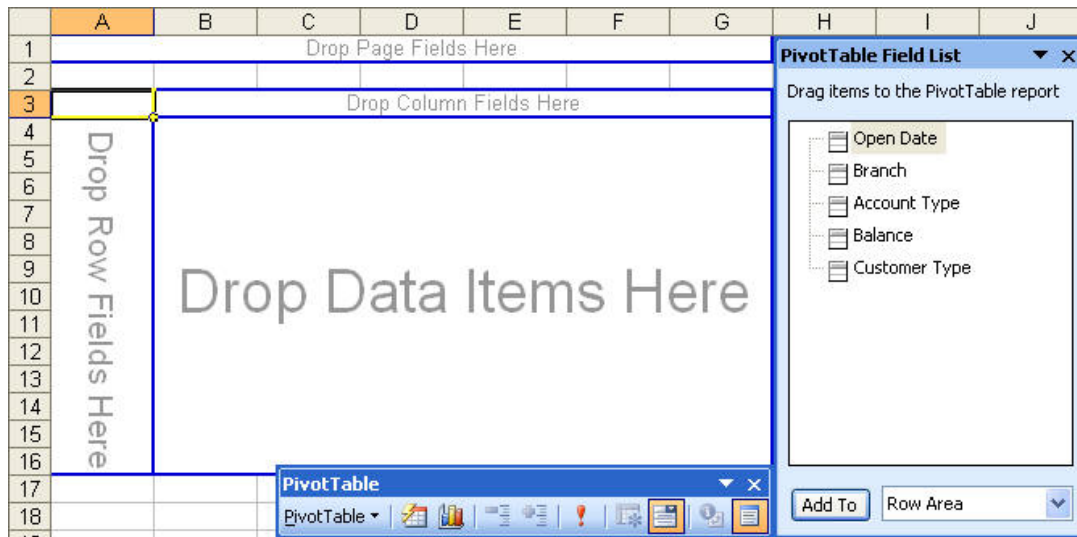 A B C D E F G H I J
1 Drop Page Fields Here
PivotTable Field List
2
Drag items to the PivotTable report
3 Drop Column Fields Here
4
5
6
7
8
9
10
11
12
13
14
15
16
17
18
Drop Row Fields Here
Drop Data Items Here
Open Date
Branch
Account Type
Balance
Customer Type
Add To Row Area
PivotTable
PivotTable